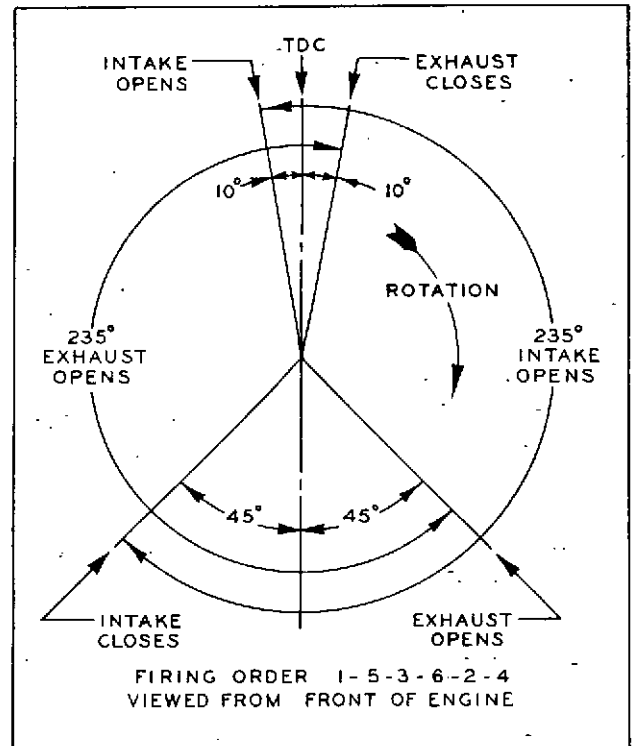 TDC
INTAKE
OPENS
EXHAUST
CLOSES
10°
10°
ROTATION
235°
EXHAUST
OPENS
235°
INTAKE
OPENS
45°
45°
INTAKE
CLOSES
EXHAUST
OPENS
FIRING ORDER 1-5-3-6-2-4
VIEWED FROM FRONT OF ENGINE